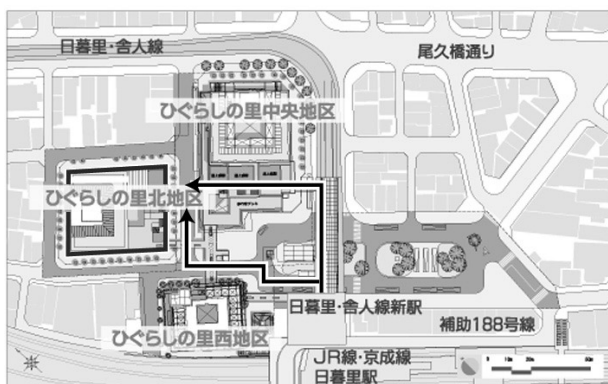 日暮里・舎人線
尾久橋通り
ひぐらしの里中央地区
ひぐらしの里北地区
日暮里・舎人線新駅
ひぐらしの里西地区
補助188号線
JR線・京成線
日暮里駅